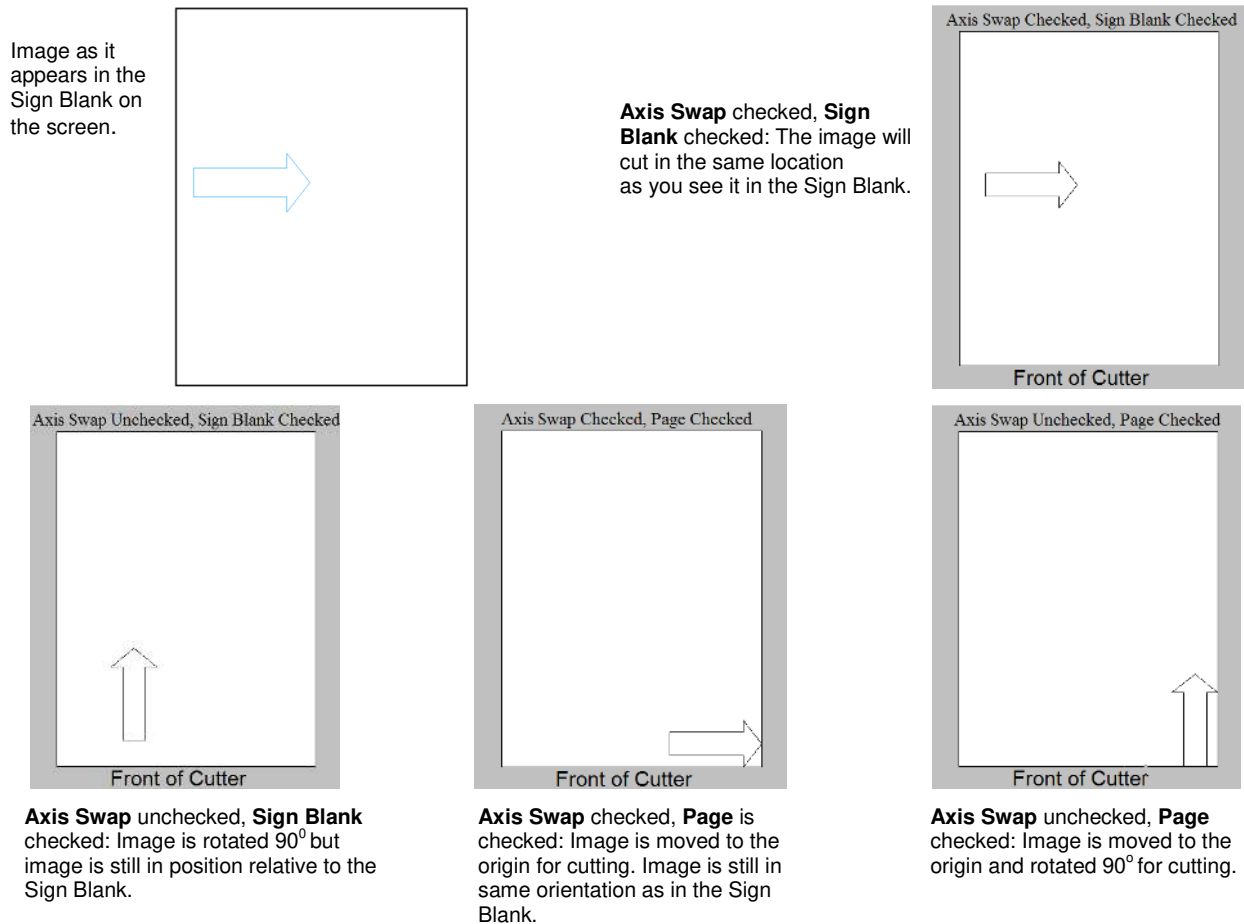 Image as it
appears in the
Sign Blank on
the screen.
Axis Swap checked, Sign
Blank checked: The image will
cut in the same location
as you see it in the Sign Blank.
Axis Swap Checked, Sign Blank Checked
Front of Cutter
Axis Swap Unchecked, Sign Blank Checked
Front of Cutter
Axis Swap unchecked, Sign Blank
checked: Image is rotated 90⁰ but
image is still in position relative to the
Sign Blank.
Axis Swap Checked, Page Checked
Front of Cutter
Axis Swap checked, Page is
checked: Image is moved to the
origin for cutting. Image is still in
same orientation as in the Sign
Blank.
Axis Swap Unchecked, Page Checked
Front of Cutter
Axis Swap unchecked, Page
checked: Image is moved to the
origin and rotated 90° for cutting.